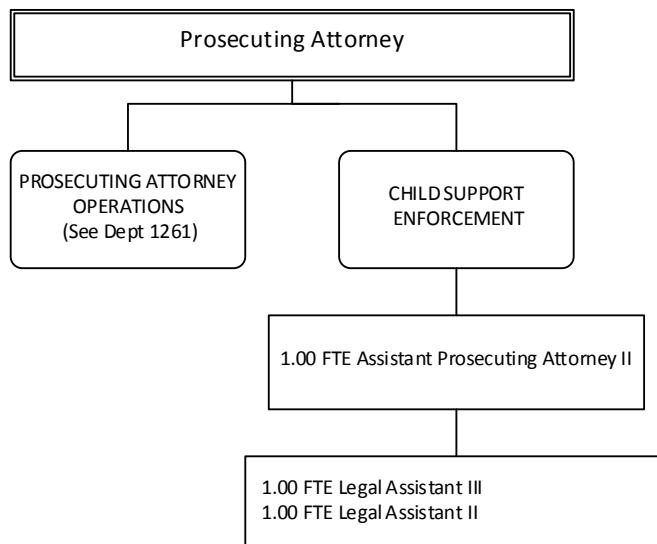 Prosecuting Attorney
PROSECUTING ATTORNEY
OPERATIONS
(See Dept 1261)
CHILD SUPPORT
ENFORCEMENT
1.00 FTE Assistant Prosecuting Attorney II
1.00 FTE Legal Assistant III
1.00 FTE Legal Assistant II